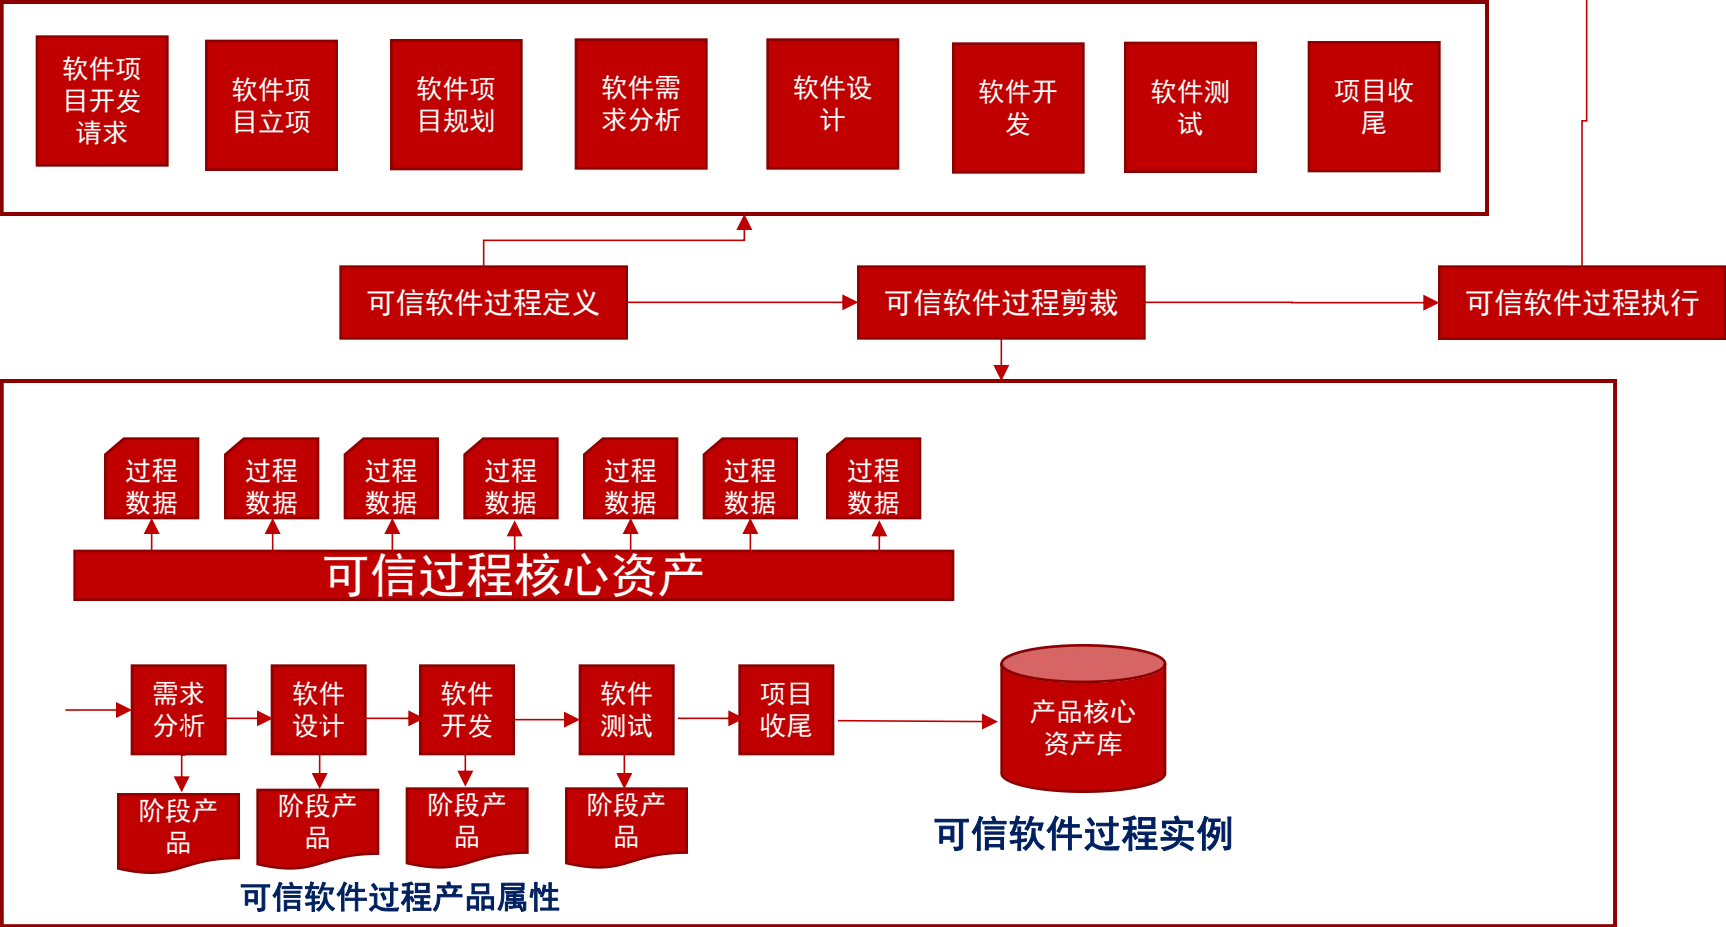 软件项
目开发
请求
软件项
目立项
软件项
目规划
软件需
求分析
软件设
计
软件开
发
软件测
试
项目收
尾
可信软件过程定义
可信软件过程剪裁
可信软件过程执行
过程
数据
过程
数据
过程
数据
过程
数据
过程
数据
过程
数据
过程
数据
可信过程核心资产
需求
分析
软件
设计
软件
开发
软件
测试
项目
收尾
产品核心
资产库
阶段产
品
阶段产
品
阶段产
品
阶段产
品
可信软件过程实例
可信软件过程产品属性